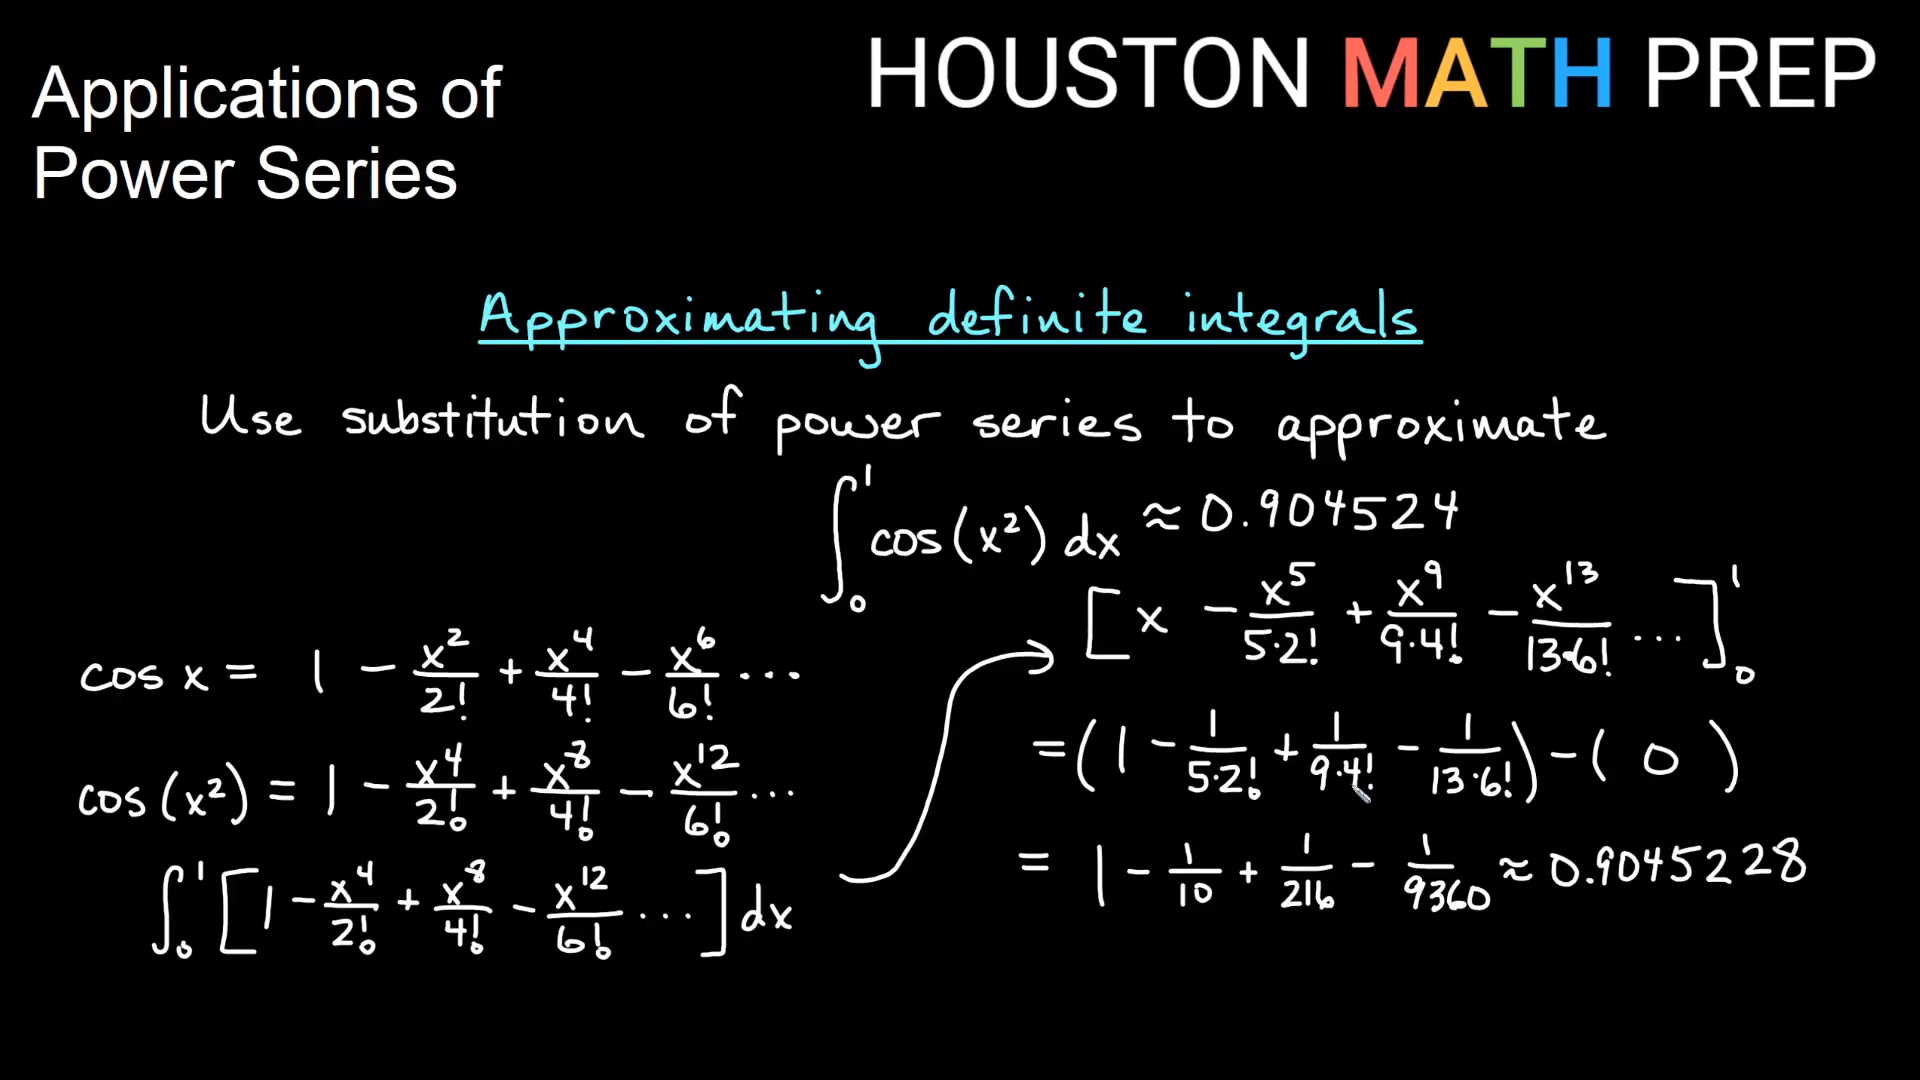 Applications of
Power Series
HOUSTON MATH PREP
Approximating definite integrals
Use substitution of power series to approximate
∫₀¹ cos(x²) dx ≈ 0.904524
cos x = 1 - x²/2! + x⁴/4! - x⁶/6! ...
cos(x²) = 1 - x⁴/2! + x⁸/4! - x¹²/6! ...
∫₀¹ [1 - x⁴/2! + x⁸/4! - x¹²/6! ...] dx
[x - x⁵/5·2! + x⁹/9·4! - x¹³/13·6! ...]₀¹
= (1 - 1/5·2! + 1/9·4! - 1/13·6!) - ( 0 )
= 1 - 1/10 + 1/216 - 1/9360 ≈ 0.9045228